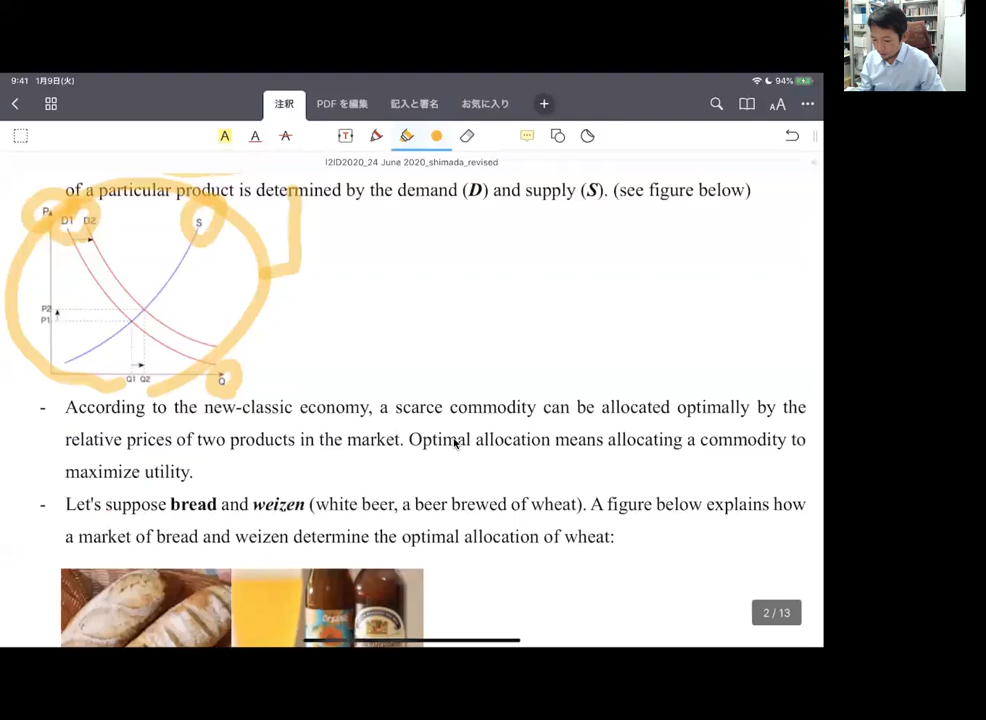 9:41 1月9日(火)
94%
注釈 PDF を編集 記入と署名 お気に入り +
I2ID2020_24 June 2020_shimada_revised
of a particular product is determined by the demand (D) and supply (S). (see figure below)
P
D1 D2
S
P2
P1
Q1 Q2
Q
- According to the new-classic economy, a scarce commodity can be allocated optimally by the
relative prices of two products in the market. Optimal allocation means allocating a commodity to
maximize utility.
- Let's suppose bread and weizen (white beer, a beer brewed of wheat). A figure below explains how
a market of bread and weizen determine the optimal allocation of wheat:
Organic
2 / 13